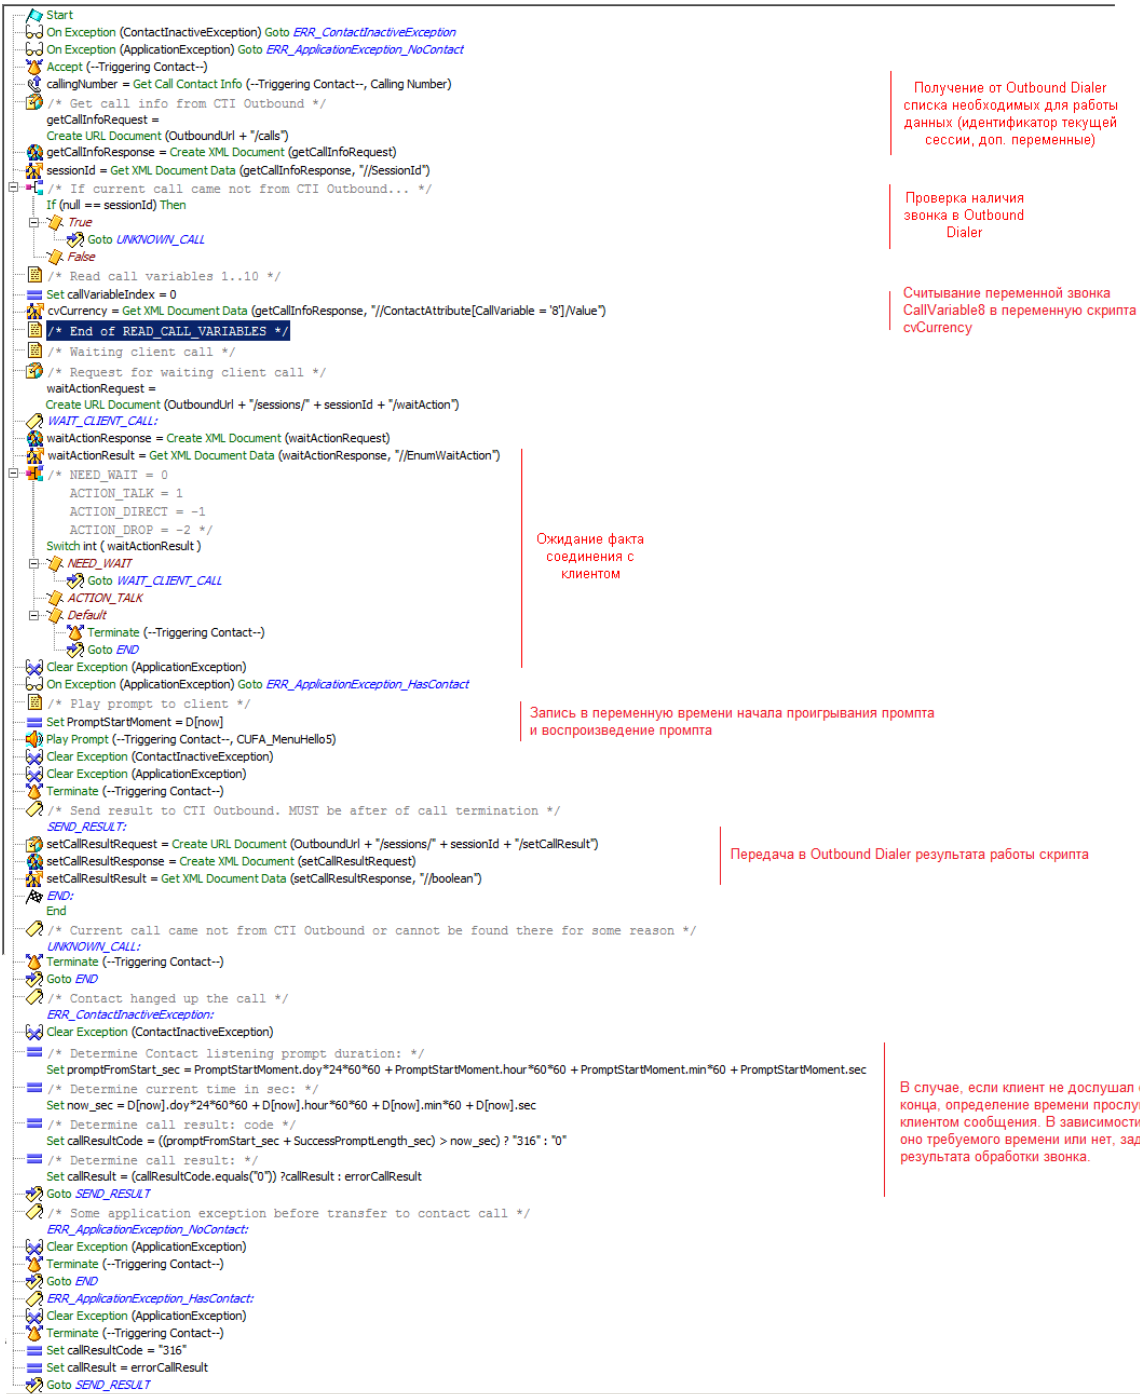 Start
On Exception (ContactInactiveException) Goto ERR_ContactInactiveException
On Exception (ApplicationException) Goto ERR_ApplicationException_NoContact
Accept (--Triggering Contact--)
callingNumber = Get Call Contact Info (--Triggering Contact--, Calling Number)
/* Get call info from CTI Outbound */
getCallInfoRequest =
Create URL Document (OutboundUrl + "/calls")
getCallInfoResponse = Create XML Document (getCallInfoRequest)
sessionId = Get XML Document Data (getCallInfoResponse, "//SessionId")
Получение от Outbound Dialer
списка необходимых для работы
данных (идентификатор текущей
сессии, доп. переменные)
/* If current call came not from CTI Outbound... */
If (null == sessionId) Then
True
Goto UNKNOWN_CALL
False
Проверка наличия
звонка в Outbound
Dialer
/* Read call variables 1..10 */
Set callVariableIndex = 0
cvCurrency = Get XML Document Data (getCallInfoResponse, "//ContactAttribute[CallVariable = '8']/Value")
Считывание переменной звонка
CallVariable8 в переменную скрипта
cvCurrency
/* End of READ_CALL_VARIABLES */
/* Waiting client call */
/* Request for waiting client call */
waitActionRequest =
Create URL Document (OutboundUrl + "/sessions/" + sessionId + "/waitAction")
WAIT_CLIENT_CALL:
waitActionResponse = Create XML Document (waitActionRequest)
waitActionResult = Get XML Document Data (waitActionResponse, "//EnumWaitAction")
/* NEED_WAIT = 0
ACTION_TALK = 1
ACTION_DIRECT = -1
ACTION_DROP = -2 */
Switch int ( waitActionResult )
NEED_WAIT
Goto WAIT_CLIENT_CALL
ACTION_TALK
Default
Terminate (--Triggering Contact--)
Goto END
Clear Exception (ApplicationException)
Ожидание факта
соединения с
клиентом
On Exception (ApplicationException) Goto ERR_ApplicationException_HasContact
/* Play prompt to client */
Set PromptStartMoment = D[now]
Play Prompt (--Triggering Contact--, CUFA_MenuHello5)
Запись в переменную времени начала проигрывания промпта
и воспроизведение промпта
Clear Exception (ContactInactiveException)
Clear Exception (ApplicationException)
Terminate (--Triggering Contact--)
/* Send result to CTI Outbound. MUST be after of call termination */
SEND_RESULT:
setCallResultRequest = Create URL Document (OutboundUrl + "/sessions/" + sessionId + "/setCallResult")
setCallResultResponse = Create XML Document (setCallResultRequest)
setCallResultResult = Get XML Document Data (setCallResultResponse, "//boolean")
Передача в Outbound Dialer результата работы скрипта
END:
End
/* Current call came not from CTI Outbound or cannot be found there for some reason */
UNKNOWN_CALL:
Terminate (--Triggering Contact--)
Goto END
/* Contact hanged up the call */
ERR_ContactInactiveException:
Clear Exception (ContactInactiveException)
/* Determine Contact listening prompt duration: */
Set promptFromStart_sec = PromptStartMoment.doy*24*60*60 + PromptStartMoment.hour*60*60 + PromptStartMoment.min*60 + PromptStartMoment.sec
/* Determine current time in sec: */
Set now_sec = D[now].doy*24*60*60 + D[now].hour*60*60 + D[now].min*60 + D[now].sec
/* Determine call result: code */
Set callResultCode = ((promptFromStart_sec + SuccessPromptLength_sec) > now_sec) ? "316" : "0"
/* Determine call result: */
Set callResult = (callResultCode.equals("0")) ?callResult : errorCallResult
Goto SEND_RESULT
В случае, если клиент не дослушал
конца, определение времени
клиентом сообщения. В зависимости
оно требуемого времени или нет,
результата обработки звонка.
/* Some application exception before transfer to contact call */
ERR_ApplicationException_NoContact:
Clear Exception (ApplicationException)
Terminate (--Triggering Contact--)
Goto END
ERR_ApplicationException_HasContact:
Clear Exception (ApplicationException)
Terminate (--Triggering Contact--)
Set callResultCode = "316"
Set callResult = errorCallResult
Goto SEND_RESULT